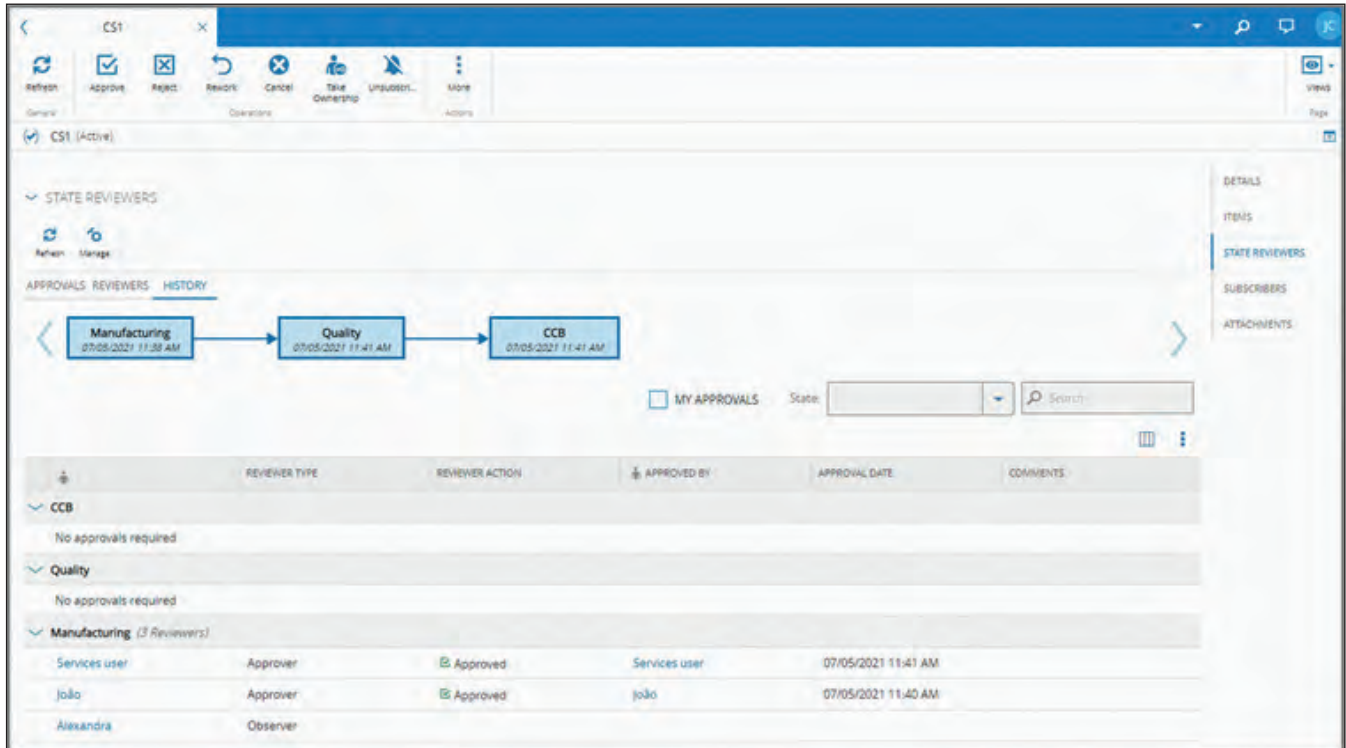 CS1
JC
Refresh Approve Reject Rework Cancel Take Ownership Unsubscri... More Views
General Operations Actions Page
CS1 (Active)
DETAILS
STATE REVIEWERS
ITEMS
Refresh Manage
STATE REVIEWERS
APPROVALS REVIEWERS HISTORY
SUBSCRIBERS
ATTACHMENTS
Manufacturing Quality CCB
07/05/2021 11:38 AM 07/05/2021 11:41 AM 07/05/2021 11:41 AM
MY APPROVALS State: Search
REVIEWER TYPE REVIEWER ACTION APPROVED BY APPROVAL DATE COMMENTS
CCB
No approvals required
Quality
No approvals required
Manufacturing (3 Reviewers)
Services user Approver Approved Services user 07/05/2021 11:41 AM
João Approver Approved João 07/05/2021 11:40 AM
Alexandra Observer